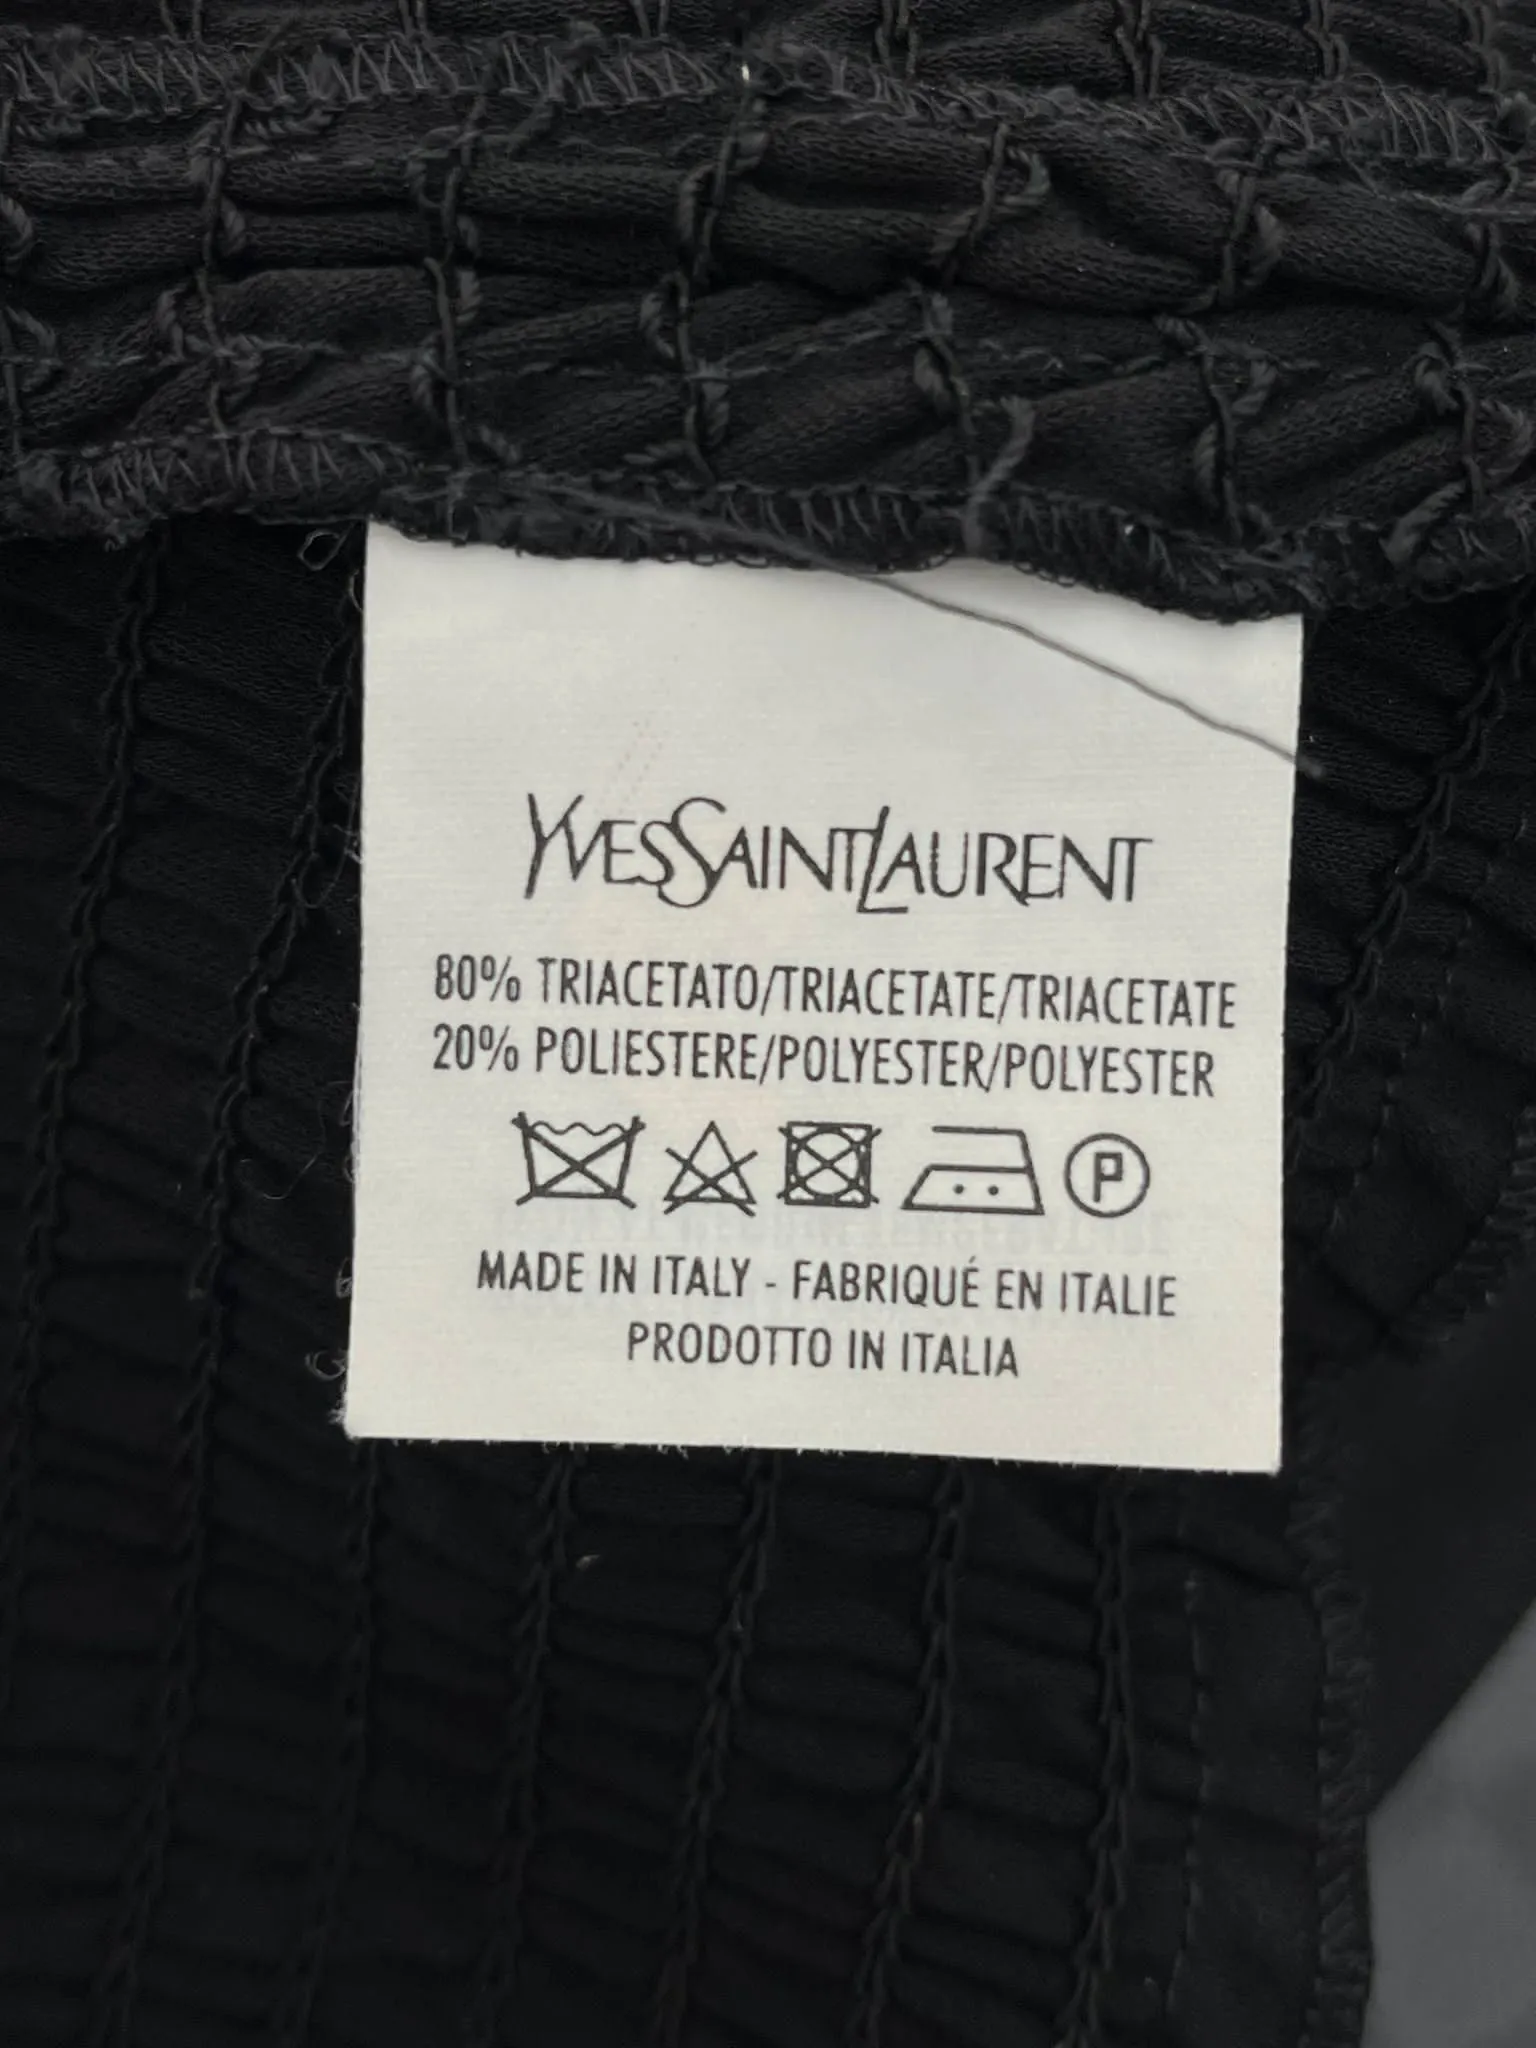 YVESSAINTLAURENT
80% TRIACETATO/TRIACETATE/TRIACETATE
20% POLIESTERE/POLYESTER/POLYESTER
P
MADE IN ITALY - FABRIQUÉ EN ITALIE
PRODOTTO IN ITALIA